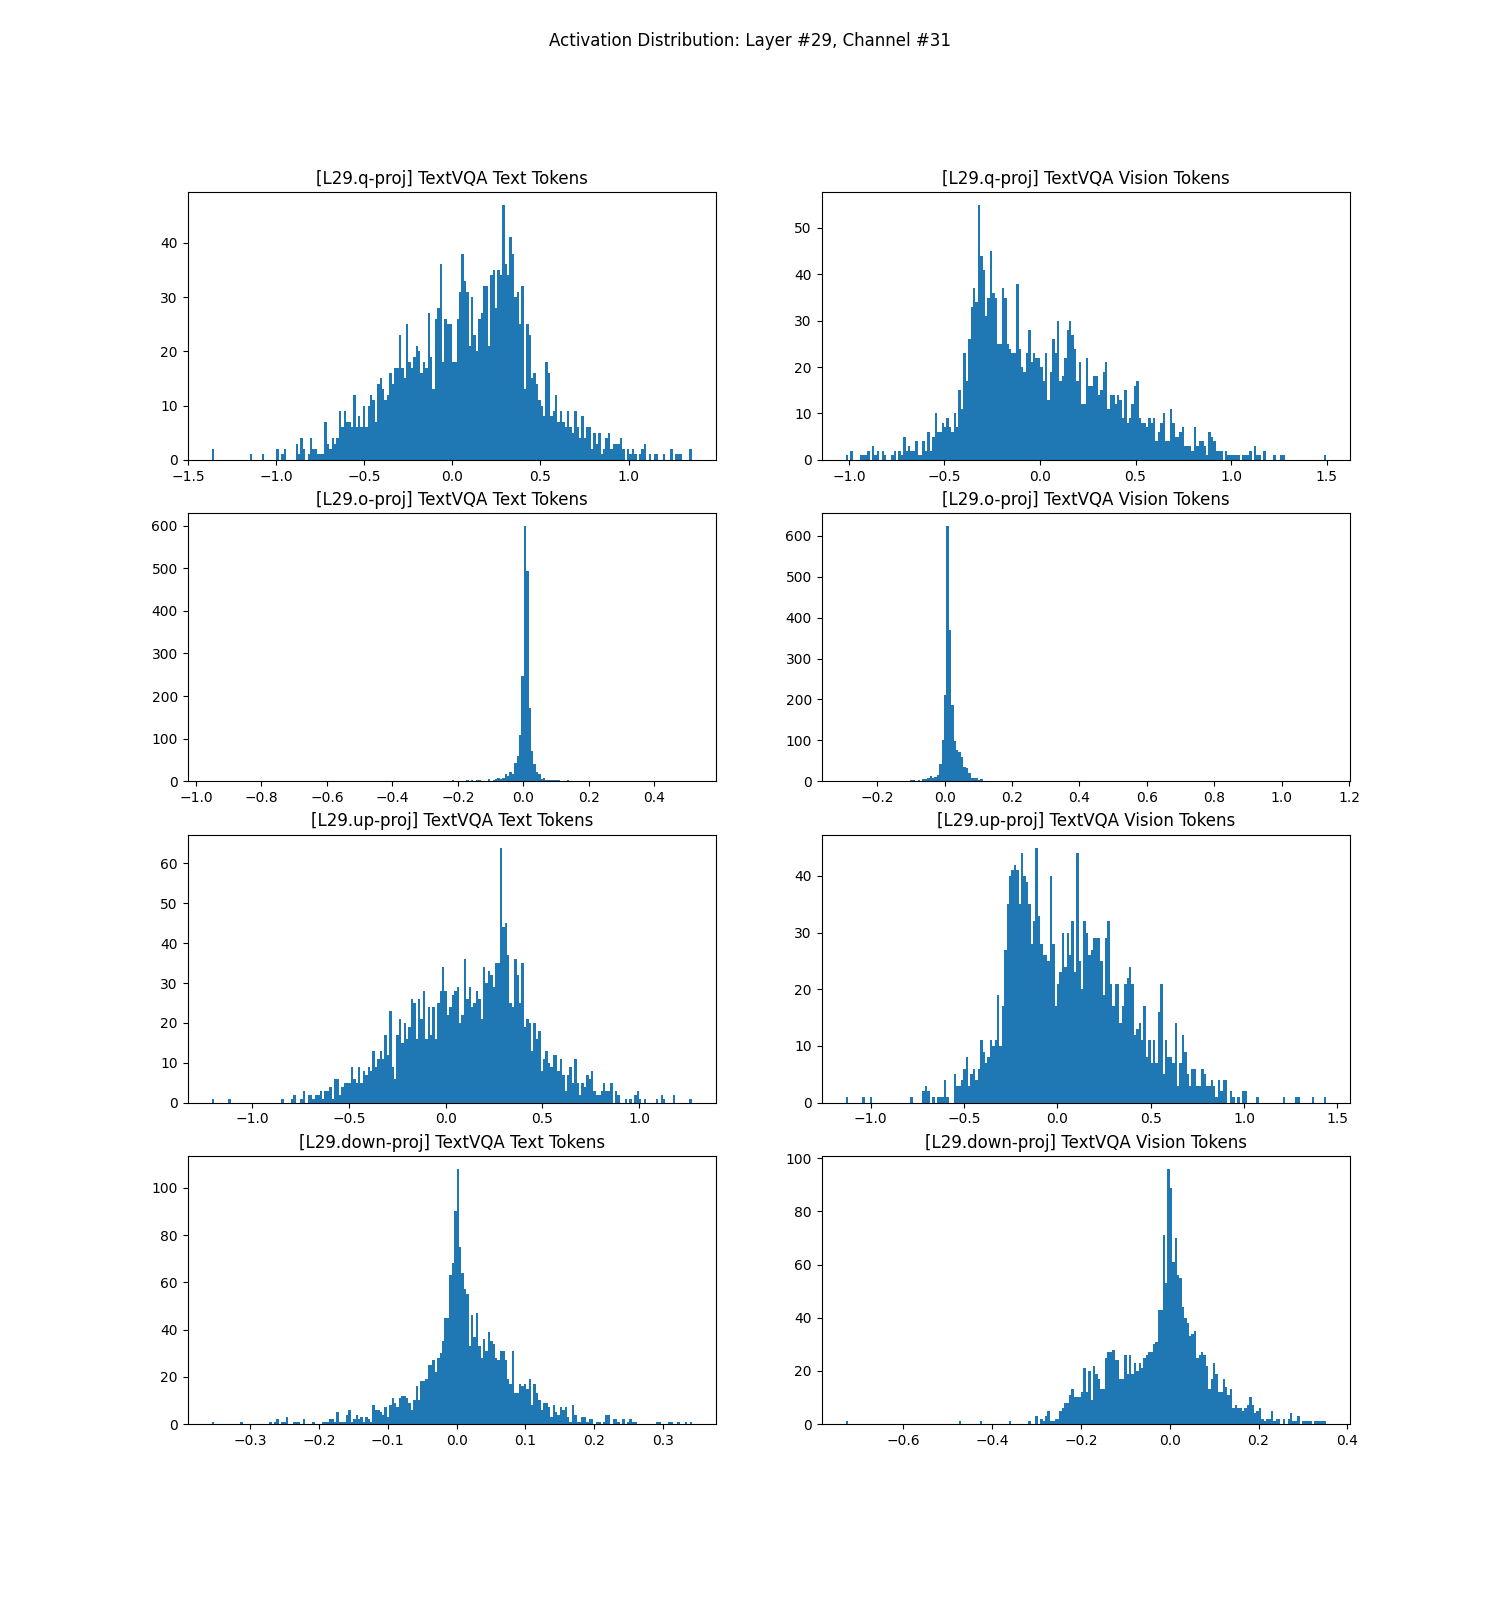 Activation Distribution: Layer #29, Channel #31
[L29.q-proj] TextVQA Text Tokens
40
30
20
10
0
−1.5 −1.0 −0.5 0.0 0.5 1.0
[L29.q-proj] TextVQA Vision Tokens
50
40
30
20
10
0
−1.0 −0.5 0.0 0.5 1.0 1.5
[L29.o-proj] TextVQA Text Tokens
600
500
400
300
200
100
0
−1.0 −0.8 −0.6 −0.4 −0.2 0.0 0.2 0.4
[L29.o-proj] TextVQA Vision Tokens
600
500
400
300
200
100
0
−0.2 0.0 0.2 0.4 0.6 0.8 1.0 1.2
[L29.up-proj] TextVQA Text Tokens
60
50
40
30
20
10
0
−1.0 −0.5 0.0 0.5 1.0
[L29.up-proj] TextVQA Vision Tokens
40
30
20
10
0
−1.0 −0.5 0.0 0.5 1.0 1.5
[L29.down-proj] TextVQA Text Tokens
100
80
60
40
20
0
−0.3 −0.2 −0.1 0.0 0.1 0.2 0.3
[L29.down-proj] TextVQA Vision Tokens
100
80
60
40
20
0
−0.6 −0.4 −0.2 0.0 0.2 0.4